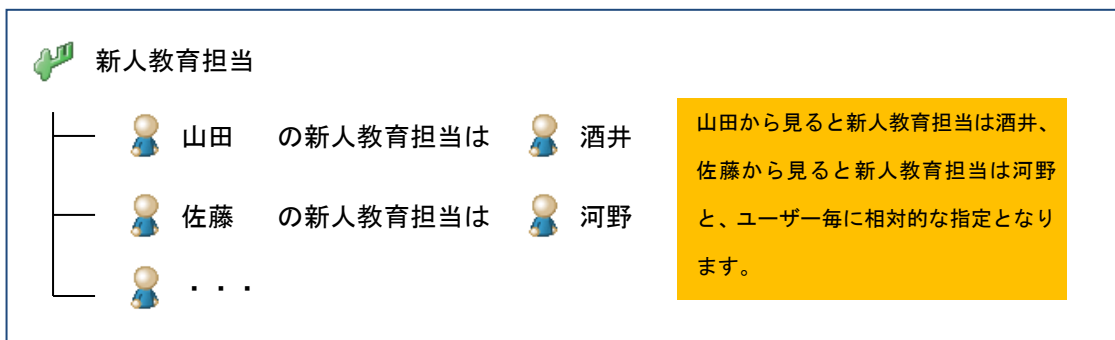 新人教育担当
山田 の新人教育担当は 酒井
佐藤 の新人教育担当は 河野
・・・
山田から見ると新人教育担当は酒井、
佐藤から見ると新人教育担当は河野
と、ユーザー毎に相対的な指定となり
ます。